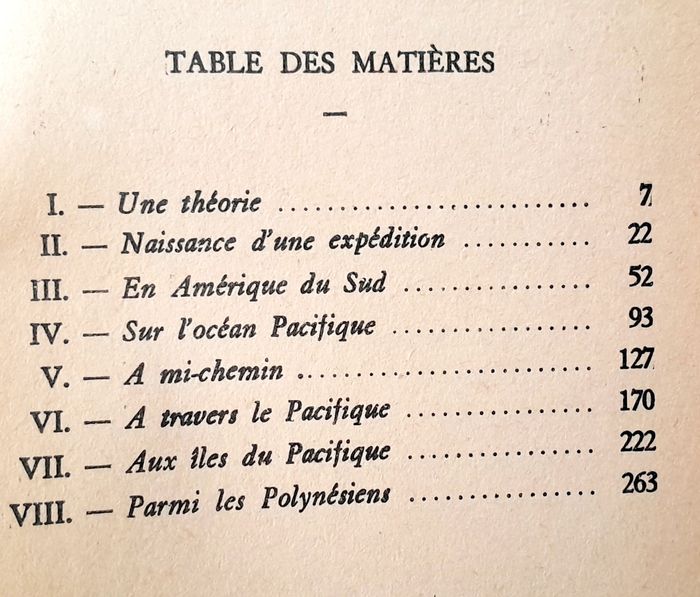 TABLE DES MATIÈRES
—
I. — Une théorie .............................. 7
II. — Naissance d'une expédition ........... 22
III. — En Amérique du Sud ................. 52
IV. — Sur l'océan Pacifique .................. 93
V. — A mi-chemin ............................ 127
VI. — A travers le Pacifique ................. 170
VII. — Aux îles du Pacifique ................. 222
VIII. — Parmi les Polynésiens ................. 263